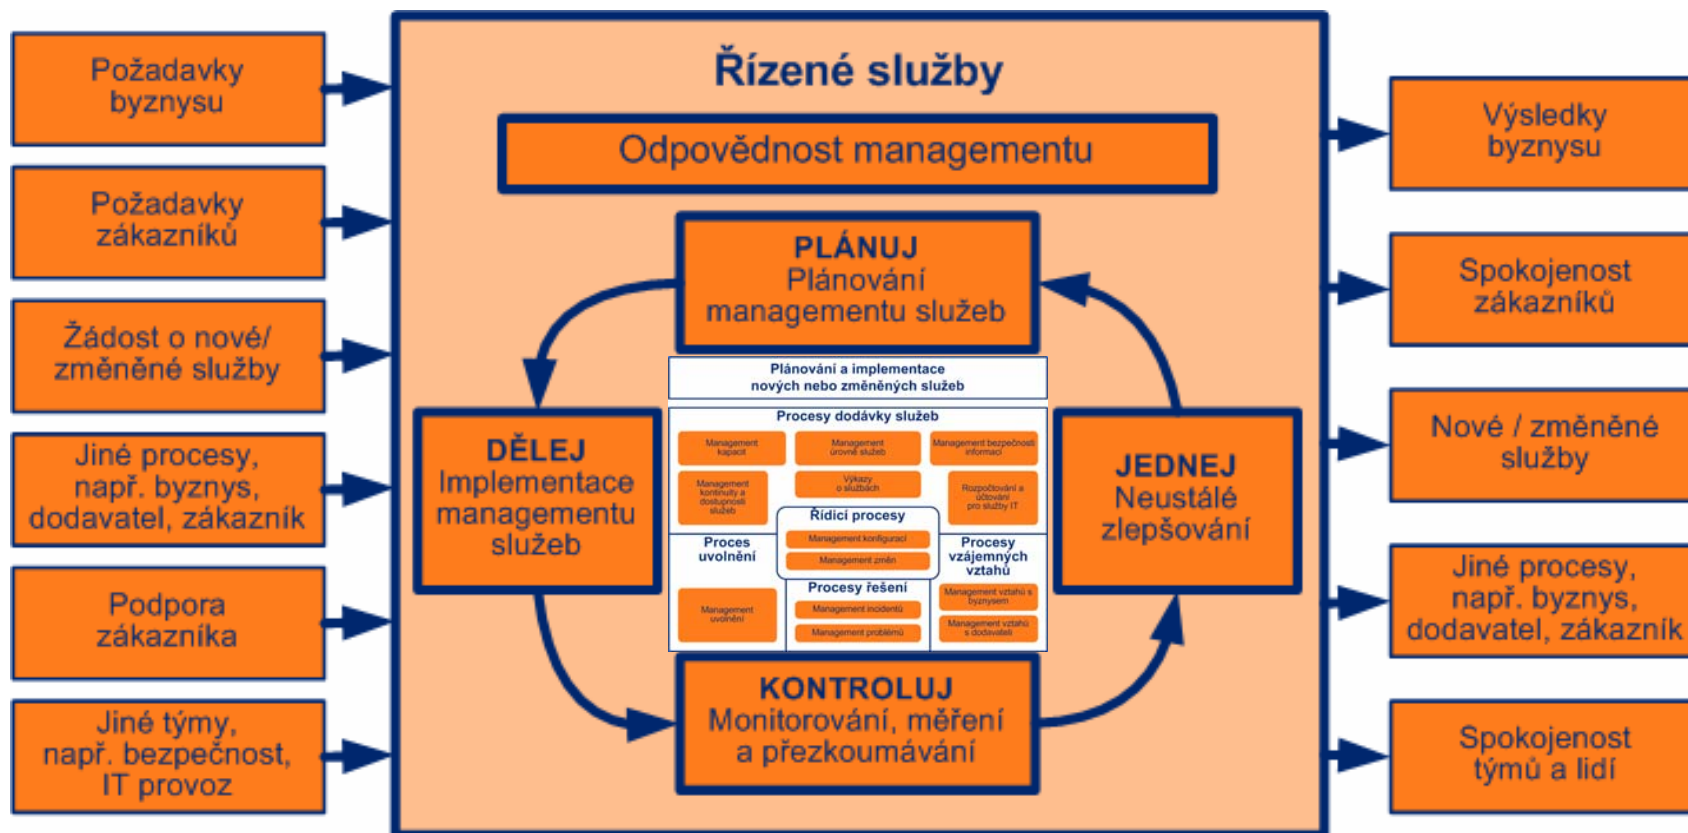 Požadavky
byznysu
Požadavky
zákazníků
Žádost o nové/
změněné služby
Jiné procesy,
např. byznys,
dodavatel, zákazník
Podpora
zákazníka
Jiné týmy,
např. bezpečnost,
IT provoz
Řízené služby
Odpovědnost managementu
PLÁNUJ
Plánování
managementu služeb
DĚLEJ
Implementace
managementu
služeb
Plánování a implementace
nových nebo změněných služeb
Procesy dodávky služeb
Management
kapacit
Management
úrovně služeb
Management bezpečnosti
informací
Management
kontinuity a
dostupnosti
služeb
Výkazy
o službách
Rozpočtování a
účtování
pro služby IT
Řídicí procesy
Management konfigurací
Management změn
Proces
uvolnění
Management
uvolnění
Procesy řešení
Management incidentů
Management problémů
Procesy
vzájemných
vztahů
Management vztahů s
byznysem
Management vztahů
s dodavateli
JEDNEJ
Neustálé
zlepšování
KONTROLUJ
Monitorování, měření
a přezkoumávání
Výsledky
byznysu
Spokojenost
zákazníků
Nové / změněné
služby
Jiné procesy,
např. byznys,
dodavatel, zákazník
Spokojenost
týmů a lidí